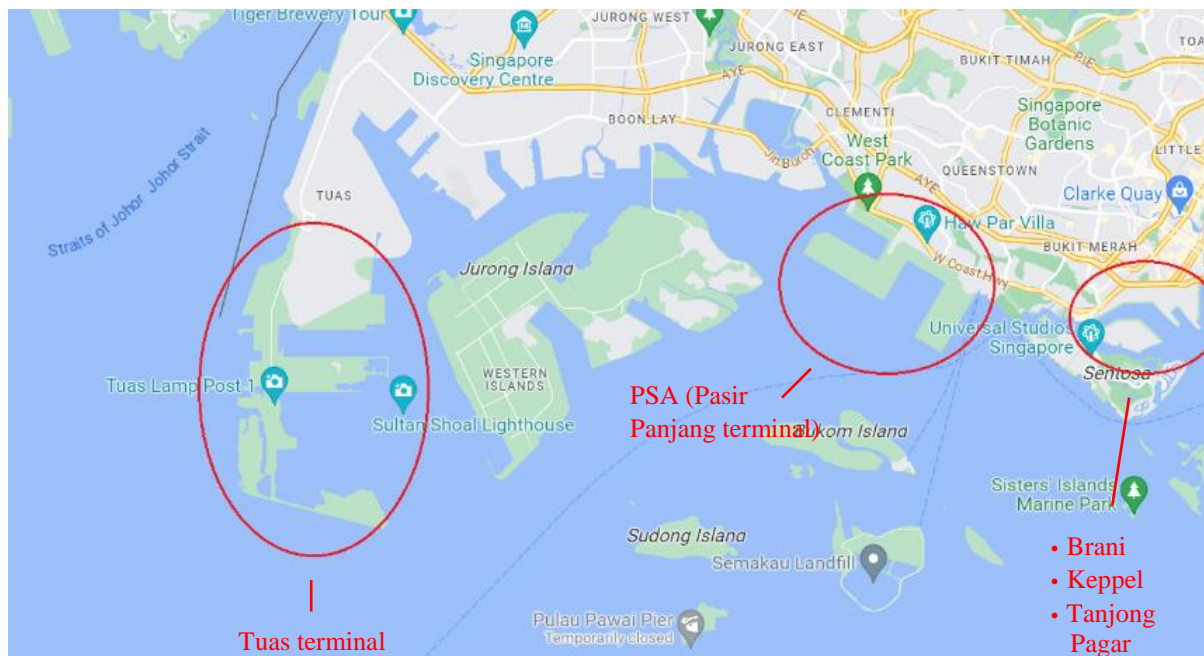 Tiger Brewery Tour
JURONG WEST
Singapore
Discovery Centre
JURONG EAST
AYE
PIE
TOA
BUKIT TIMAH
BOON LAY
CLEMENTI
Singapore
Botanic
Gardens
West
Coast Park
Jln Buroh
AYE
QUEENSTOWN
LITTLE
Clarke Quay
TUAS
Straits of Johor
Johor Strait
Haw Par Villa
BUKIT MERAH
W Coast Hwy
Jurong Island
Universal Studios
Singapore
Sentosa
Tuas Lamp Post 1
WESTERN
ISLANDS
Sultan Shoal Lighthouse
PSA (Pasir
Panjang terminal)
Bukom Island
Sisters' Islands
Marine Park
Sudong Island
Semakau Landfill
• Brani
• Keppel
• Tanjong
Pagar
Pulau Pawai Pier
Temporarily closed
Tuas terminal